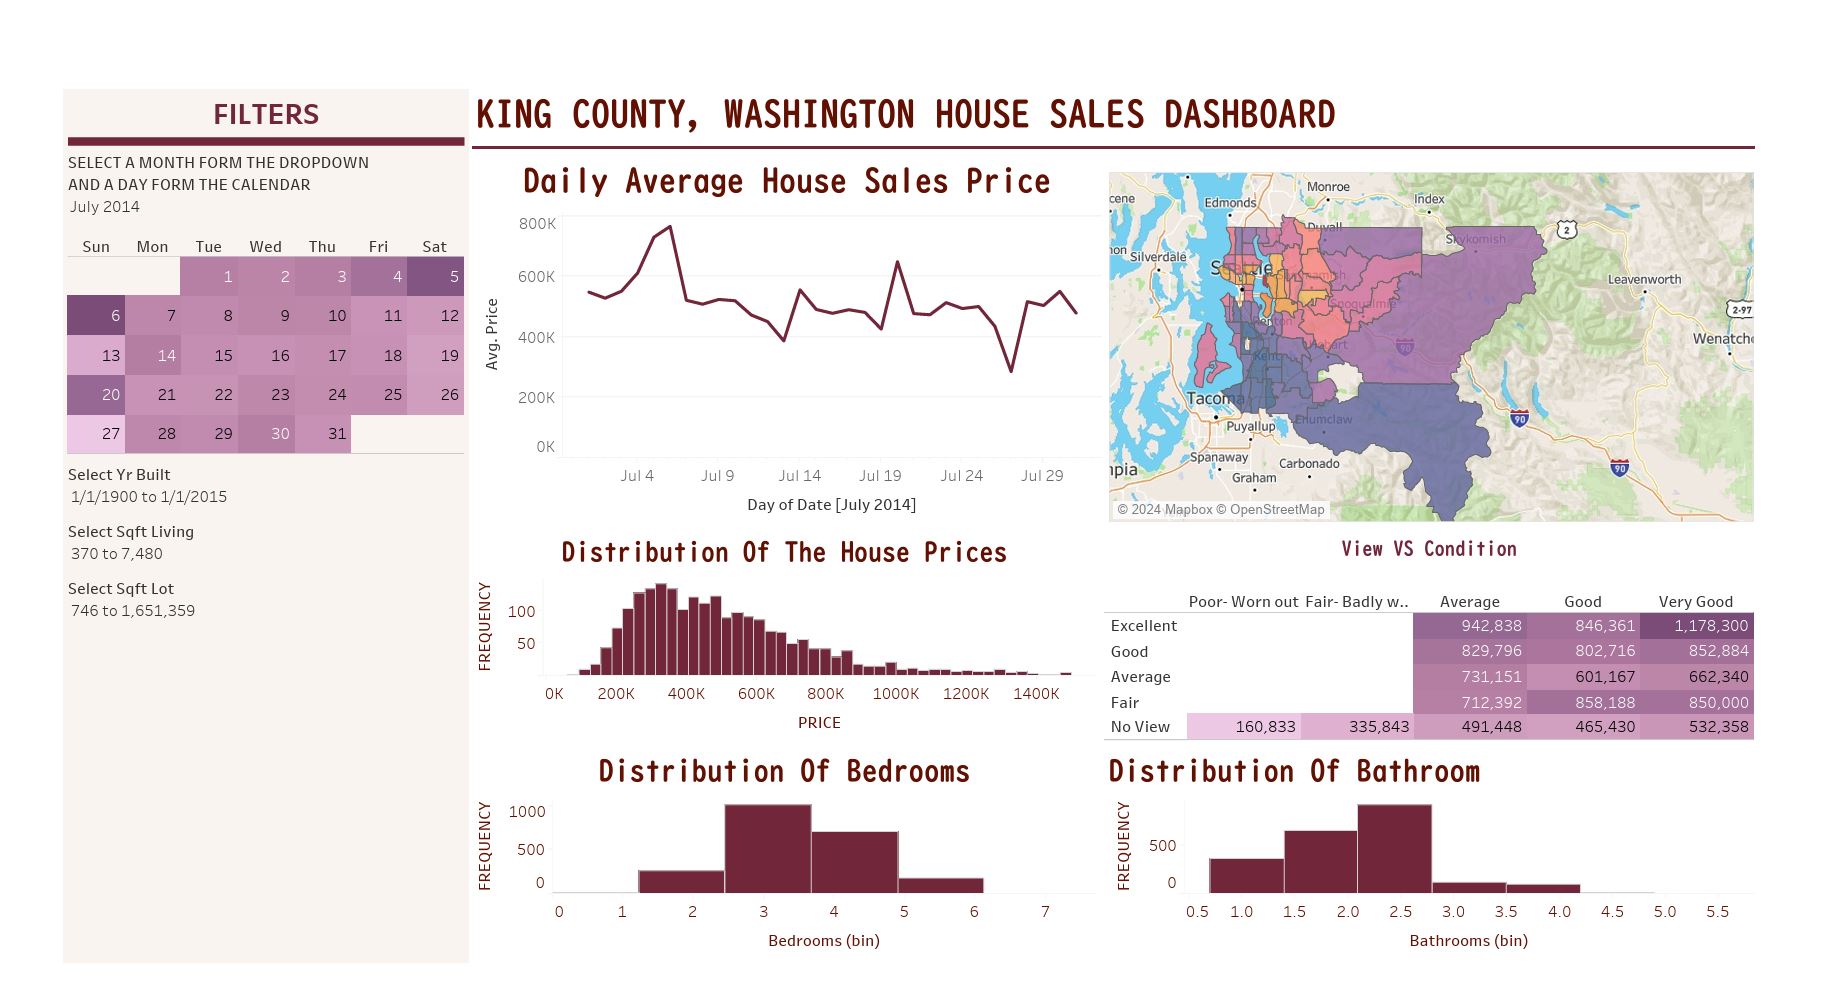 FILTERS
SELECT A MONTH FORM THE DROPDOWN
AND A DAY FORM THE CALENDAR
July 2014
Sun Mon Tue Wed Thu Fri Sat
1 2 3 4 5
6 7 8 9 10 11 12
13 14 15 16 17 18 19
20 21 22 23 24 25 26
27 28 29 30 31
Select Yr Built
1/1/1900 to 1/1/2015
Select Sqft Living
370 to 7,480
Select Sqft Lot
746 to 1,651,359
KING COUNTY, WASHINGTON HOUSE SALES DASHBOARD
Daily Average House Sales Price
Avg. Price
800K
600K
400K
200K
0K
Jul 4 Jul 9 Jul 14 Jul 19 Jul 24 Jul 29
Day of Date [July 2014]
Monroe
Index
Edmonds
Duvall
Skykomish
2
Silverdale
Seattle
Sammamish
Leavenworth
Snoqualmie
2-97
Renton
Hobart
90
Kent
Tacoma
Enumclaw
90
Puyallup
Spanaway
Carbonado
90
Graham
© 2024 Mapbox © OpenStreetMap
Distribution Of The House Prices
FREQUENCY
100
50
0K 200K 400K 600K 800K 1000K 1200K 1400K
PRICE
View VS Condition
Poor- Worn out Fair- Badly w.. Average Good Very Good
Excellent 942,838 846,361 1,178,300
Good 829,796 802,716 852,884
Average 731,151 601,167 662,340
Fair 712,392 858,188 850,000
No View 160,833 335,843 491,448 465,430 532,358
Distribution Of Bedrooms
FREQUENCY
1000
500
0
0 1 2 3 4 5 6 7
Bedrooms (bin)
Distribution Of Bathroom
FREQUENCY
500
0
0.5 1.0 1.5 2.0 2.5 3.0 3.5 4.0 4.5 5.0 5.5
Bathrooms (bin)